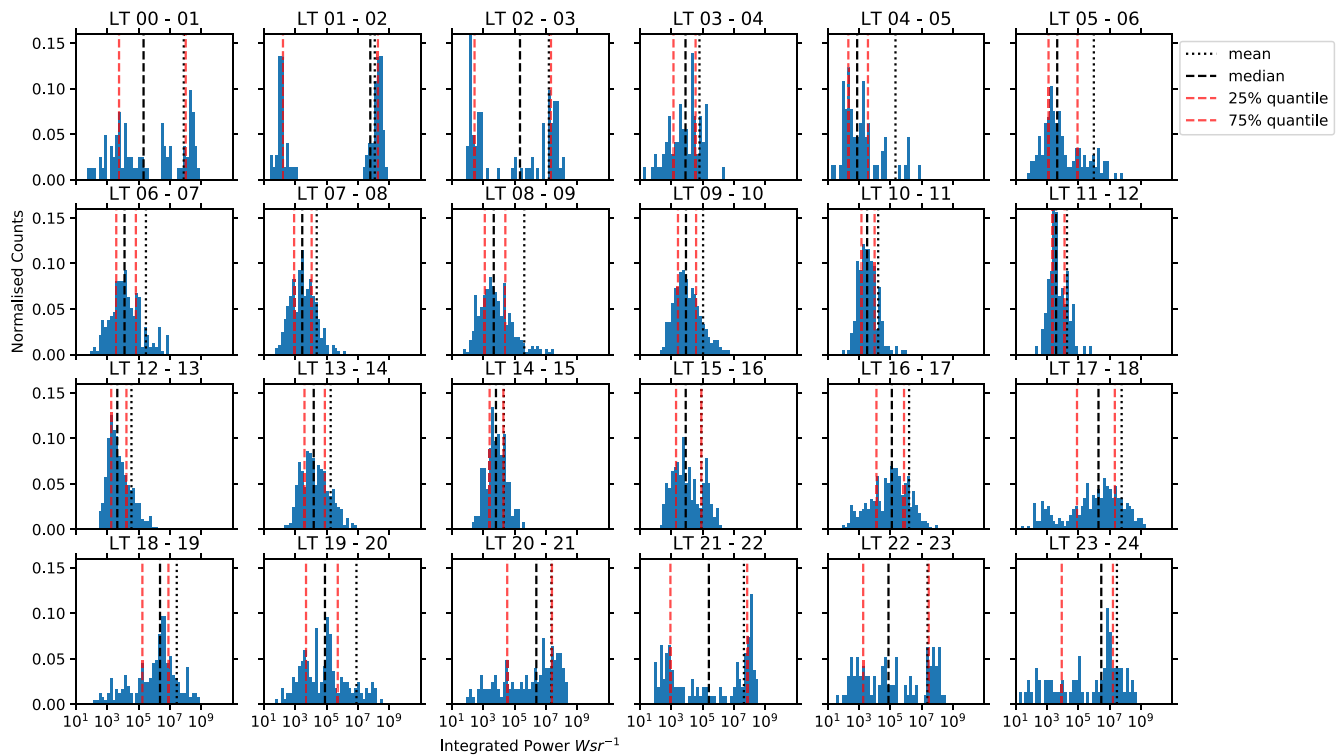 LT 00 - 01 LT 01 - 02 LT 02 - 03 LT 03 - 04 LT 04 - 05 LT 05 - 06
0.15
0.10
0.05
0.00
mean
median
25% quantile
75% quantile
LT 06 - 07 LT 07 - 08 LT 08 - 09 LT 09 - 10 LT 10 - 11 LT 11 - 12
0.15
0.10
0.05
0.00
Normalised Counts
LT 12 - 13 LT 13 - 14 LT 14 - 15 LT 15 - 16 LT 16 - 17 LT 17 - 18
0.15
0.10
0.05
0.00
LT 18 - 19 LT 19 - 20 LT 20 - 21 LT 21 - 22 LT 22 - 23 LT 23 - 24
0.15
0.10
0.05
0.00
10¹ 10³ 10⁵ 10⁷ 10⁹ 10¹ 10³ 10⁵ 10⁷ 10⁹ 10¹ 10³ 10⁵ 10⁷ 10⁹ 10¹ 10³ 10⁵ 10⁷ 10⁹ 10¹ 10³ 10⁵ 10⁷ 10⁹ 10¹ 10³ 10⁵ 10⁷ 10⁹
Integrated Power Wsr⁻¹